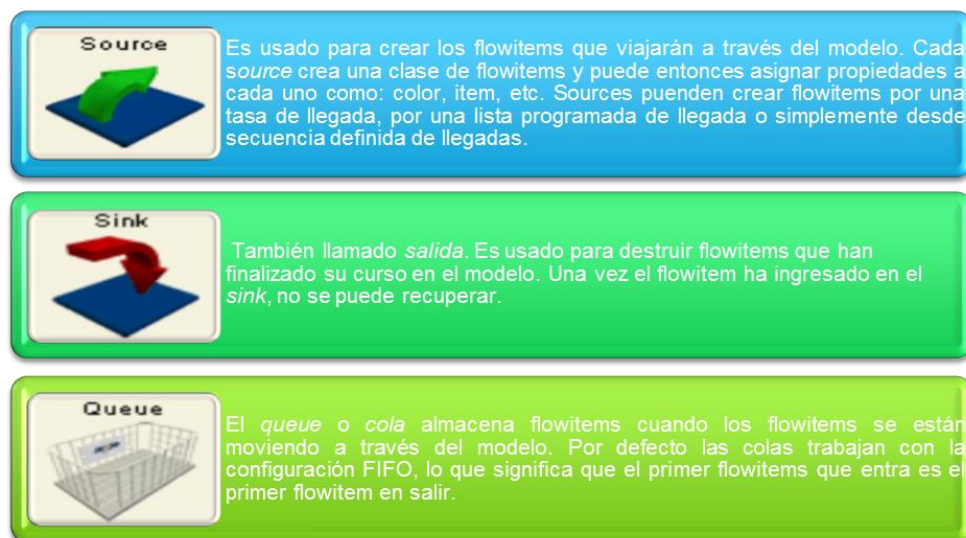 Source
Es usado para crear los flowitems que viajarán a través del modelo. Cada
source crea una clase de flowitems y puede entonces asignar propiedades a
cada uno como: color, item, etc. Sources puenden crear flowitems por una
tasa de llegada, por una lista programada de llegada o simplemente desde
secuencia definida de llegadas.
Sink
También llamado salida. Es usado para destruir flowitems que han
finalizado su curso en el modelo. Una vez el flowitem ha ingresado en el
sink, no se puede recuperar.
Queue
El queue o cola almacena flowitems cuando los flowitems se están
moviendo a través del modelo. Por defecto las colas trabajan con la
configuración FIFO, lo que significa que el primer flowitems que entra es el
primer flowitem en salir.